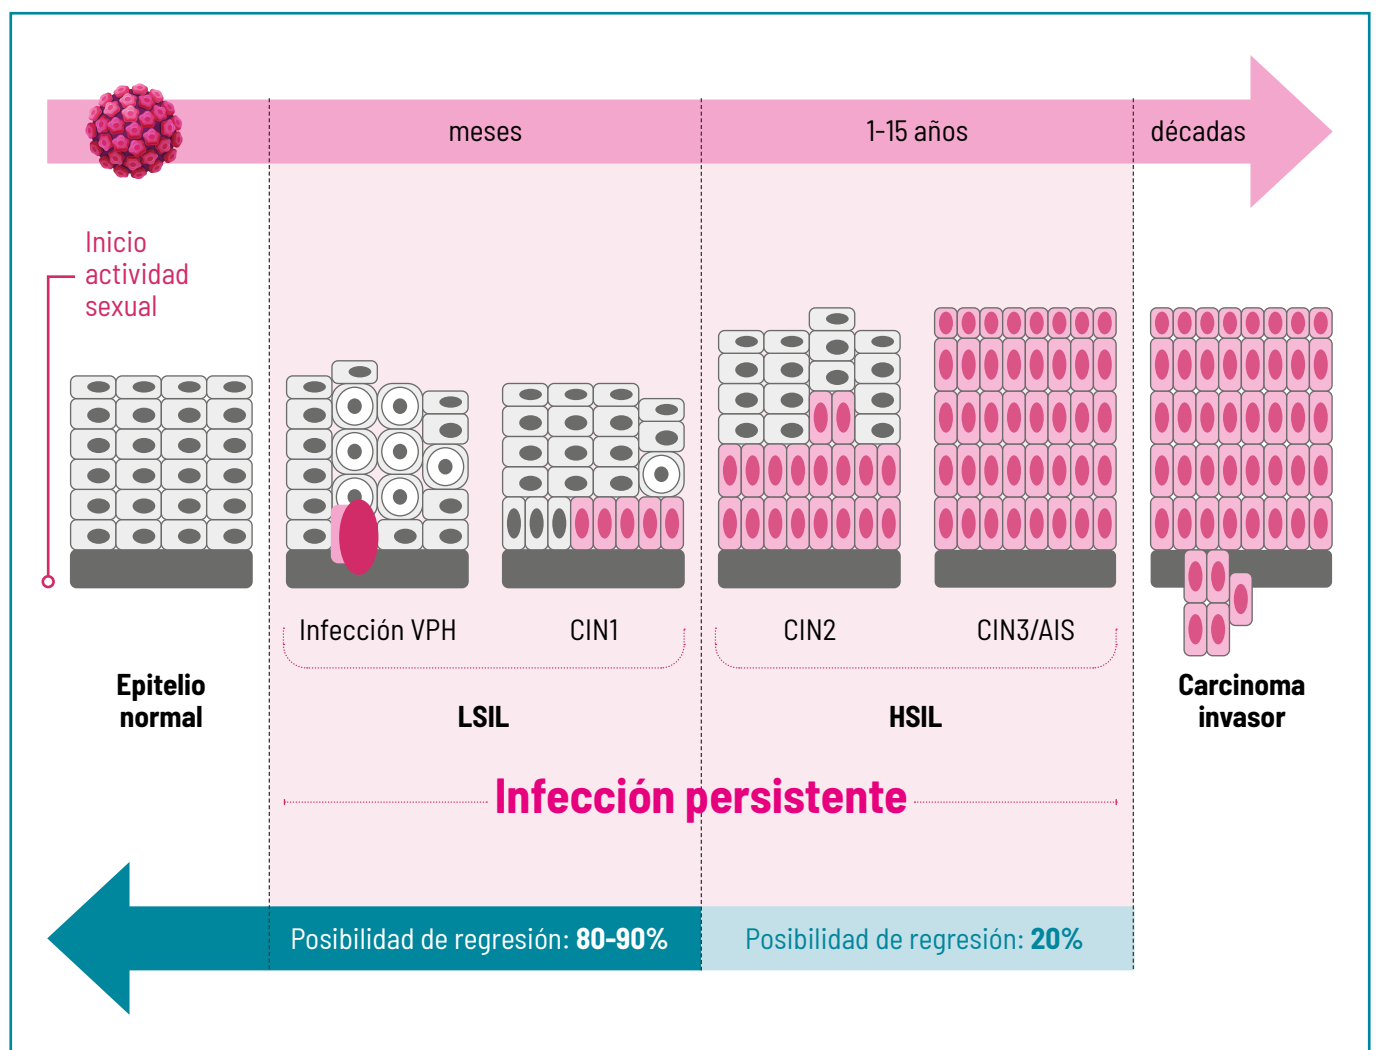 meses
1-15 años
décadas
Inicio
actividad
sexual
Infección VPH
CIN1
CIN2
CIN3/AIS
Epitelio
normal
LSIL
HSIL
Carcinoma
invasor
Infección persistente
Posibilidad de regresión: 80-90%
Posibilidad de regresión: 20%